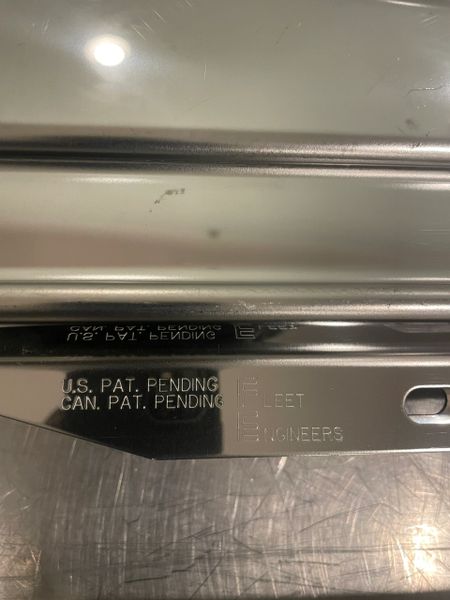 U.S. PAT. PENDING
CAN. PAT. PENDING
FLEET
ENGINEERS